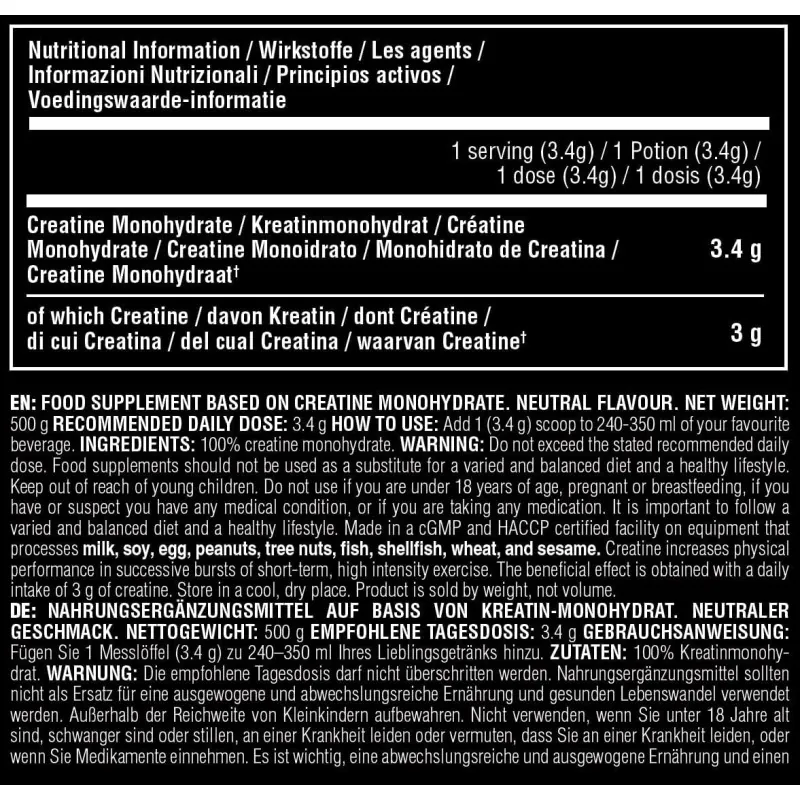 Nutritional Information / Wirkstoffe / Les agents /
Informazioni Nutrizionali / Principios activos /
Voedingswaarde-informatie
1 serving (3.4g) / 1 Potion (3.4g) /
1 dose (3.4g) / 1 dosis (3.4g)
Creatine Monohydrate / Kreatinmonohydrat / Créatine
Monohydrate / Creatine Monoidrato / Monohidrato de Creatina /
Creatine Monohydraat†
3.4 g
of which Creatine / davon Kreatin / dont Créatine /
di cui Creatina / del cual Creatina / waarvan Creatine†
3 g
EN: FOOD SUPPLEMENT BASED ON CREATINE MONOHYDRATE. NEUTRAL FLAVOUR. NET WEIGHT:
500 g RECOMMENDED DAILY DOSE: 3.4 g HOW TO USE: Add 1 (3.4 g) scoop to 240-350 ml of your favourite
beverage. INGREDIENTS: 100% creatine monohydrate. WARNING: Do not exceed the stated recommended daily
dose. Food supplements should not be used as a substitute for a varied and balanced diet and a healthy lifestyle.
Keep out of reach of young children. Do not use if you are under 18 years of age, pregnant or breastfeeding, if you
have or suspect you have any medical condition, or if you are taking any medication. It is important to follow a
varied and balanced diet and a healthy lifestyle. Made in a cGMP and HACCP certified facility on equipment that
processes milk, soy, egg, peanuts, tree nuts, fish, shellfish, wheat, and sesame. Creatine increases physical
performance in successive bursts of short-term, high intensity exercise. The beneficial effect is obtained with a daily
intake of 3 g of creatine. Store in a cool, dry place. Product is sold by weight, not volume.
DE: NAHRUNGSERGÄNZUNGSMITTEL AUF BASIS VON KREATIN-MONOHYDRAT. NEUTRALER
GESCHMACK. NETTOGEWICHT: 500 g EMPFOHLENE TAGESDOSIS: 3.4 g GEBRAUCHSANWEISUNG:
Fügen Sie 1 Messlöffel (3.4 g) zu 240–350 ml Ihres Lieblingsgetränks hinzu. ZUTATEN: 100% Kreatinmonohy-
drat. WARNUNG: Die empfohlene Tagesdosis darf nicht überschritten werden. Nahrungsergänzungsmittel sollten
nicht als Ersatz für eine ausgewogene und abwechslungsreiche Ernährung und gesunden Lebenswandel verwendet
werden. Außerhalb der Reichweite von Kleinkindern aufbewahren. Nicht verwenden, wenn Sie unter 18 Jahre alt
sind, schwanger sind oder stillen, an einer Krankheit leiden oder vermuten, dass Sie an einer Krankheit leiden, oder
wenn Sie Medikamente einnehmen. Es ist wichtig, eine abwechslungsreiche und ausgewogene Ernährung und einen